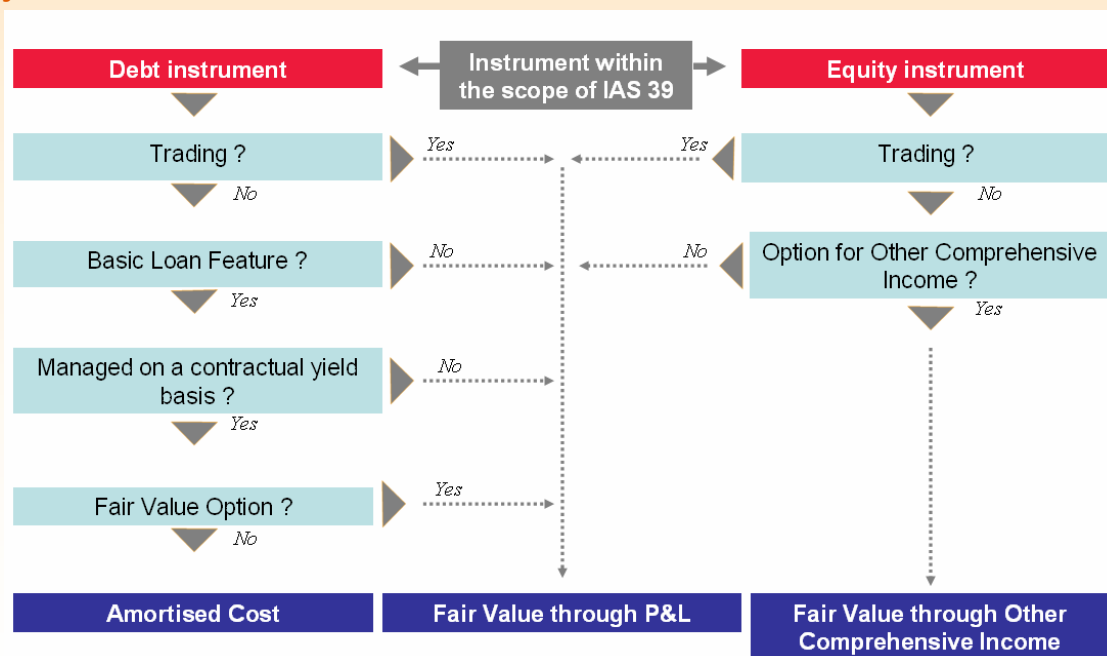 Instrument within
the scope of IAS 39
Debt instrument
Equity instrument
Trading ?
Yes
Yes
Trading ?
No
No
Basic Loan Feature ?
No
No
Option for Other Comprehensive
Income ?
Yes
Yes
Managed on a contractual yield
basis ?
No
Yes
Fair Value Option ?
Yes
No
Amortised Cost
Fair Value through P&L
Fair Value through Other
Comprehensive Income